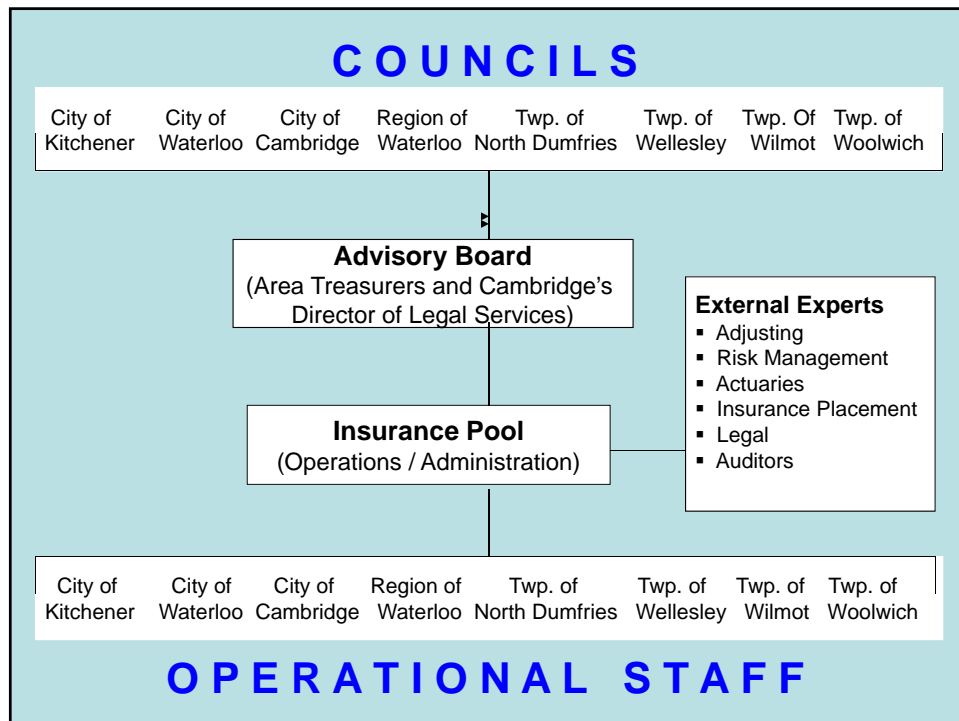 COUNCILS
City of City of City of Region of Twp. of Twp. of Twp. Of Twp. of
Kitchener Waterloo Cambridge Waterloo North Dumfries Wellesley Wilmot Woolwich
Advisory Board
(Area Treasurers and Cambridge’s
Director of Legal Services)
External Experts
▪ Adjusting
▪ Risk Management
▪ Actuaries
▪ Insurance Placement
▪ Legal
▪ Auditors
Insurance Pool
(Operations / Administration)
City of City of City of Region of Twp. of Twp. of Twp. of Twp. of
Kitchener Waterloo Cambridge Waterloo North Dumfries Wellesley Wilmot Woolwich
OPERATIONAL STAFF